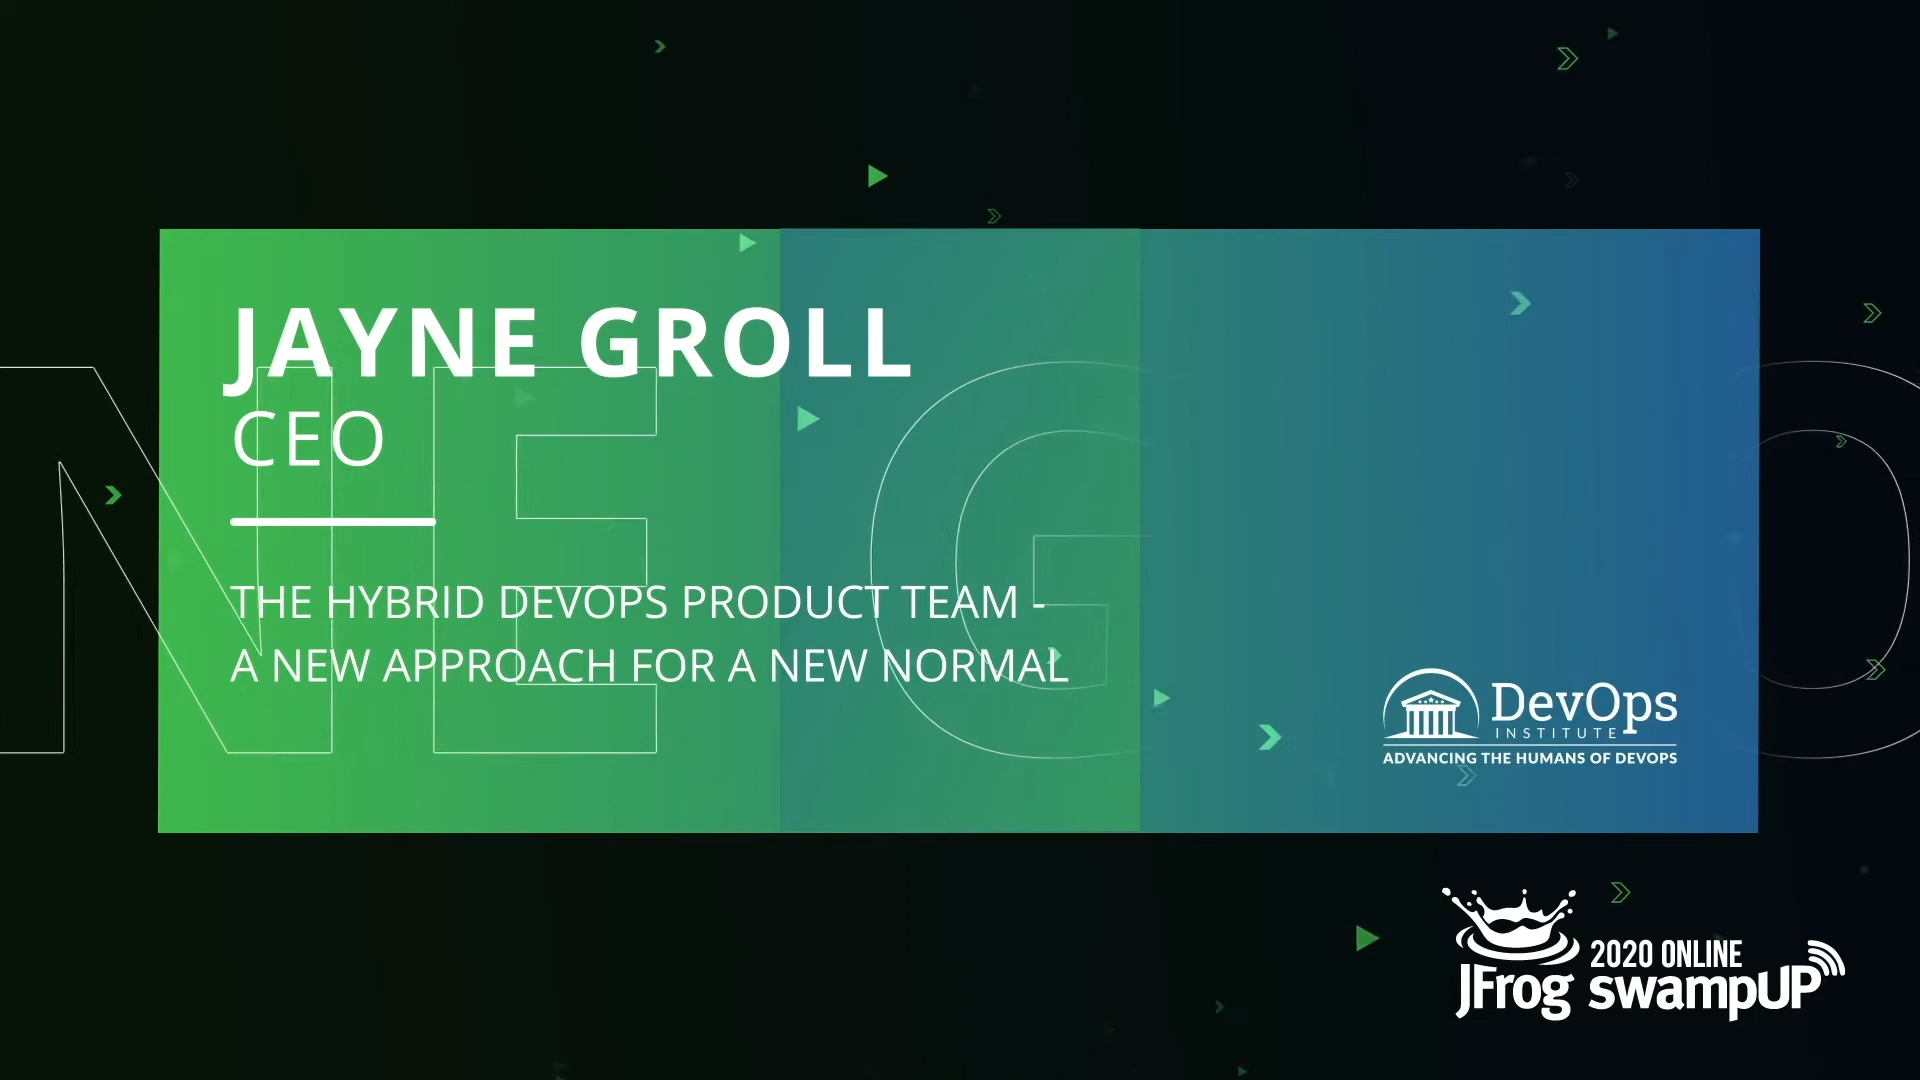 JAYNE GROLL
CEO
THE HYBRID DEVOPS PRODUCT TEAM -
A NEW APPROACH FOR A NEW NORMAL
DevOps
INSTITUTE
ADVANCING THE HUMANS OF DEVOPS
2020 ONLINE
JFrog swampUP
NE G O